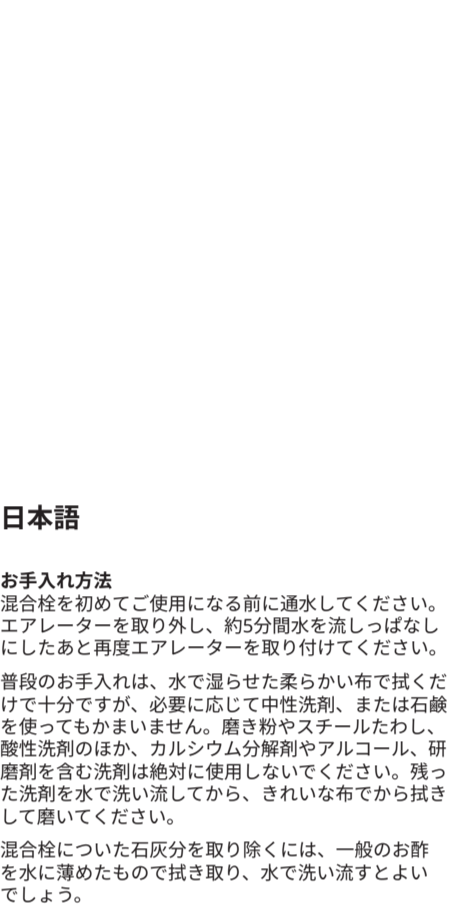 日本語
お手入れ方法
混合栓を初めてご使用になる前に通水してください。
エアレーターを取り外し、約5分間水を流しっぱなし
にしたあと再度エアレーターを取り付けてください。
普段のお手入れは、水で湿らせた柔らかい布で拭くだ
けで十分ですが、必要に応じて中性洗剤、または石鹸
を使ってもかまいません。磨き粉やスチールたわし、
酸性洗剤のほか、カルシウム分解剤やアルコール、研
磨剤を含む洗剤は絶対に使用しないでください。残っ
た洗剤を水で洗い流してから、きれいな布でから拭き
して磨いてください。
混合栓についた石灰分を取り除くには、一般のお酢
を水に薄めたもので拭き取り、水で洗い流すとよい
でしょう。